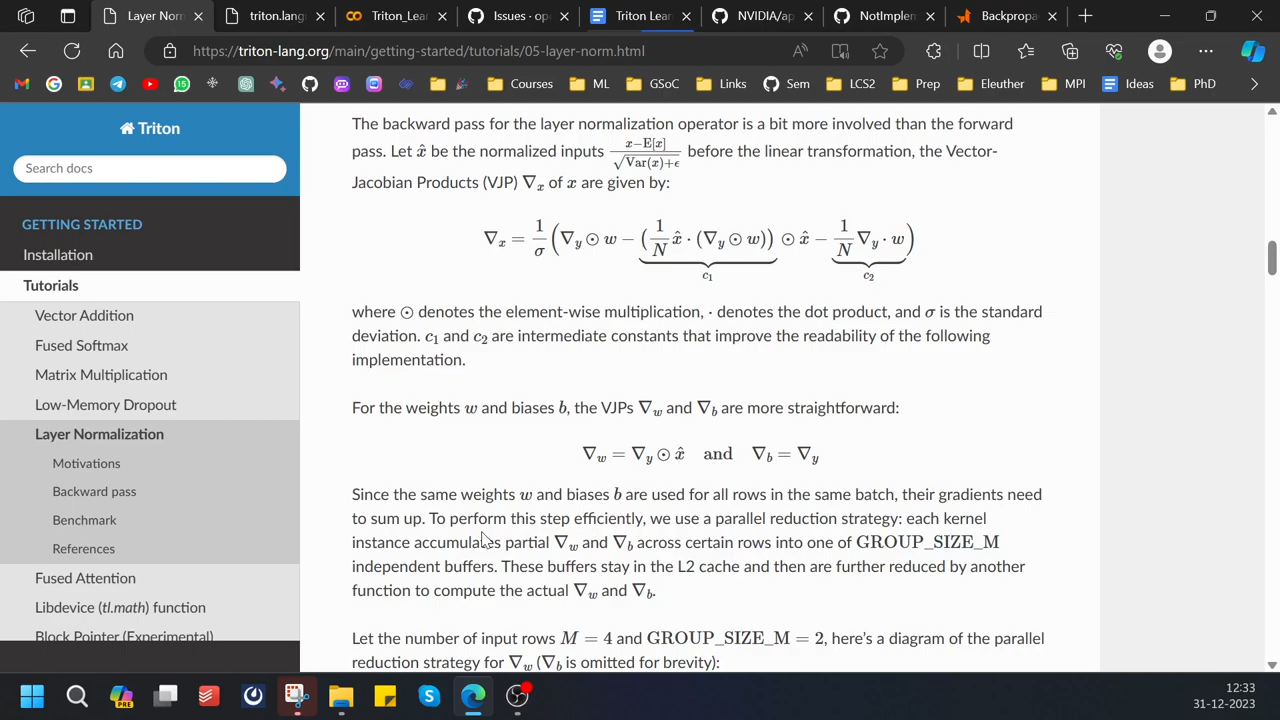 Layer Norm
triton.lang
Triton_Lea
Issues · op
Triton Lear
NVIDIA/ap
NotImplem
Backpropa
https://triton-lang.org/main/getting-started/tutorials/05-layer-norm.html
Courses
ML
GSoC
Links
Sem
LCS2
Prep
Eleuther
MPI
Ideas
PhD
Triton
Search docs
GETTING STARTED
Installation
Tutorials
Vector Addition
Fused Softmax
Matrix Multiplication
Low-Memory Dropout
Layer Normalization
Motivations
Backward pass
Benchmark
References
Fused Attention
Libdevice (tl.math) function
Block Pointer (Experimental)
The backward pass for the layer normalization operator is a bit more involved than the forward
pass. Let x̂ be the normalized inputs (x−E[x])/√(Var(x)+ϵ) before the linear transformation, the Vector-
Jacobian Products (VJP) ∇x of x are given by:
∇x = 1/σ (∇y ⊙ w − (1/N x̂ · (∇y ⊙ w)) ⊙ x̂ − 1/N ∇y · w)
c₁ c₂
where ⊙ denotes the element-wise multiplication, · denotes the dot product, and σ is the standard
deviation. c₁ and c₂ are intermediate constants that improve the readability of the following
implementation.
For the weights w and biases b, the VJPs ∇w and ∇b are more straightforward:
∇w = ∇y ⊙ x̂ and ∇b = ∇y
Since the same weights w and biases b are used for all rows in the same batch, their gradients need
to sum up. To perform this step efficiently, we use a parallel reduction strategy: each kernel
instance accumulates partial ∇w and ∇b across certain rows into one of GROUP_SIZE_M
independent buffers. These buffers stay in the L2 cache and then are further reduced by another
function to compute the actual ∇w and ∇b.
Let the number of input rows M = 4 and GROUP_SIZE_M = 2, here's a diagram of the parallel
reduction strategy for ∇w (∇b is omitted for brevity):
PRE
12:33
31-12-2023